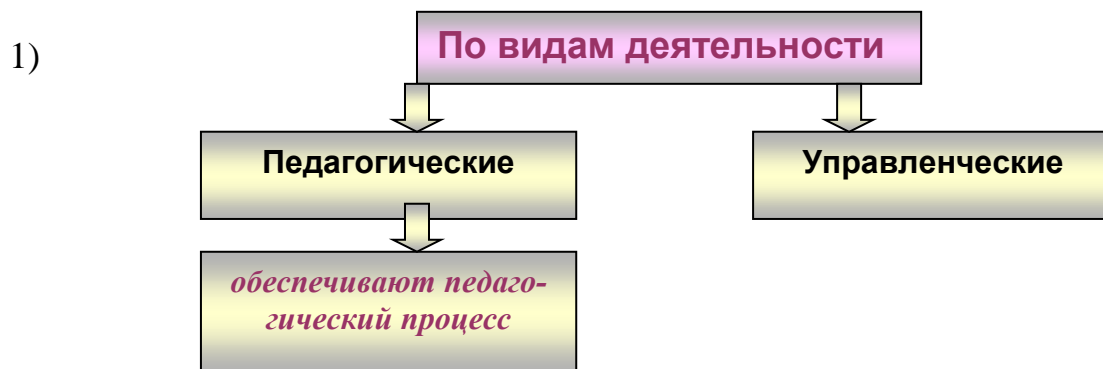 1)
По видам деятельности
Педагогические
Управленческие
обеспечивают педаго-
гический процесс